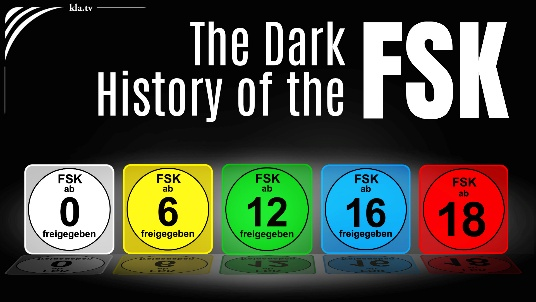 kla.tv
The Dark
History of the
FSK
FSK
ab
0
freigegeben
FSK
ab
6
freigegeben
FSK
ab
12
freigegeben
FSK
ab
16
freigegeben
FSK
ab
18